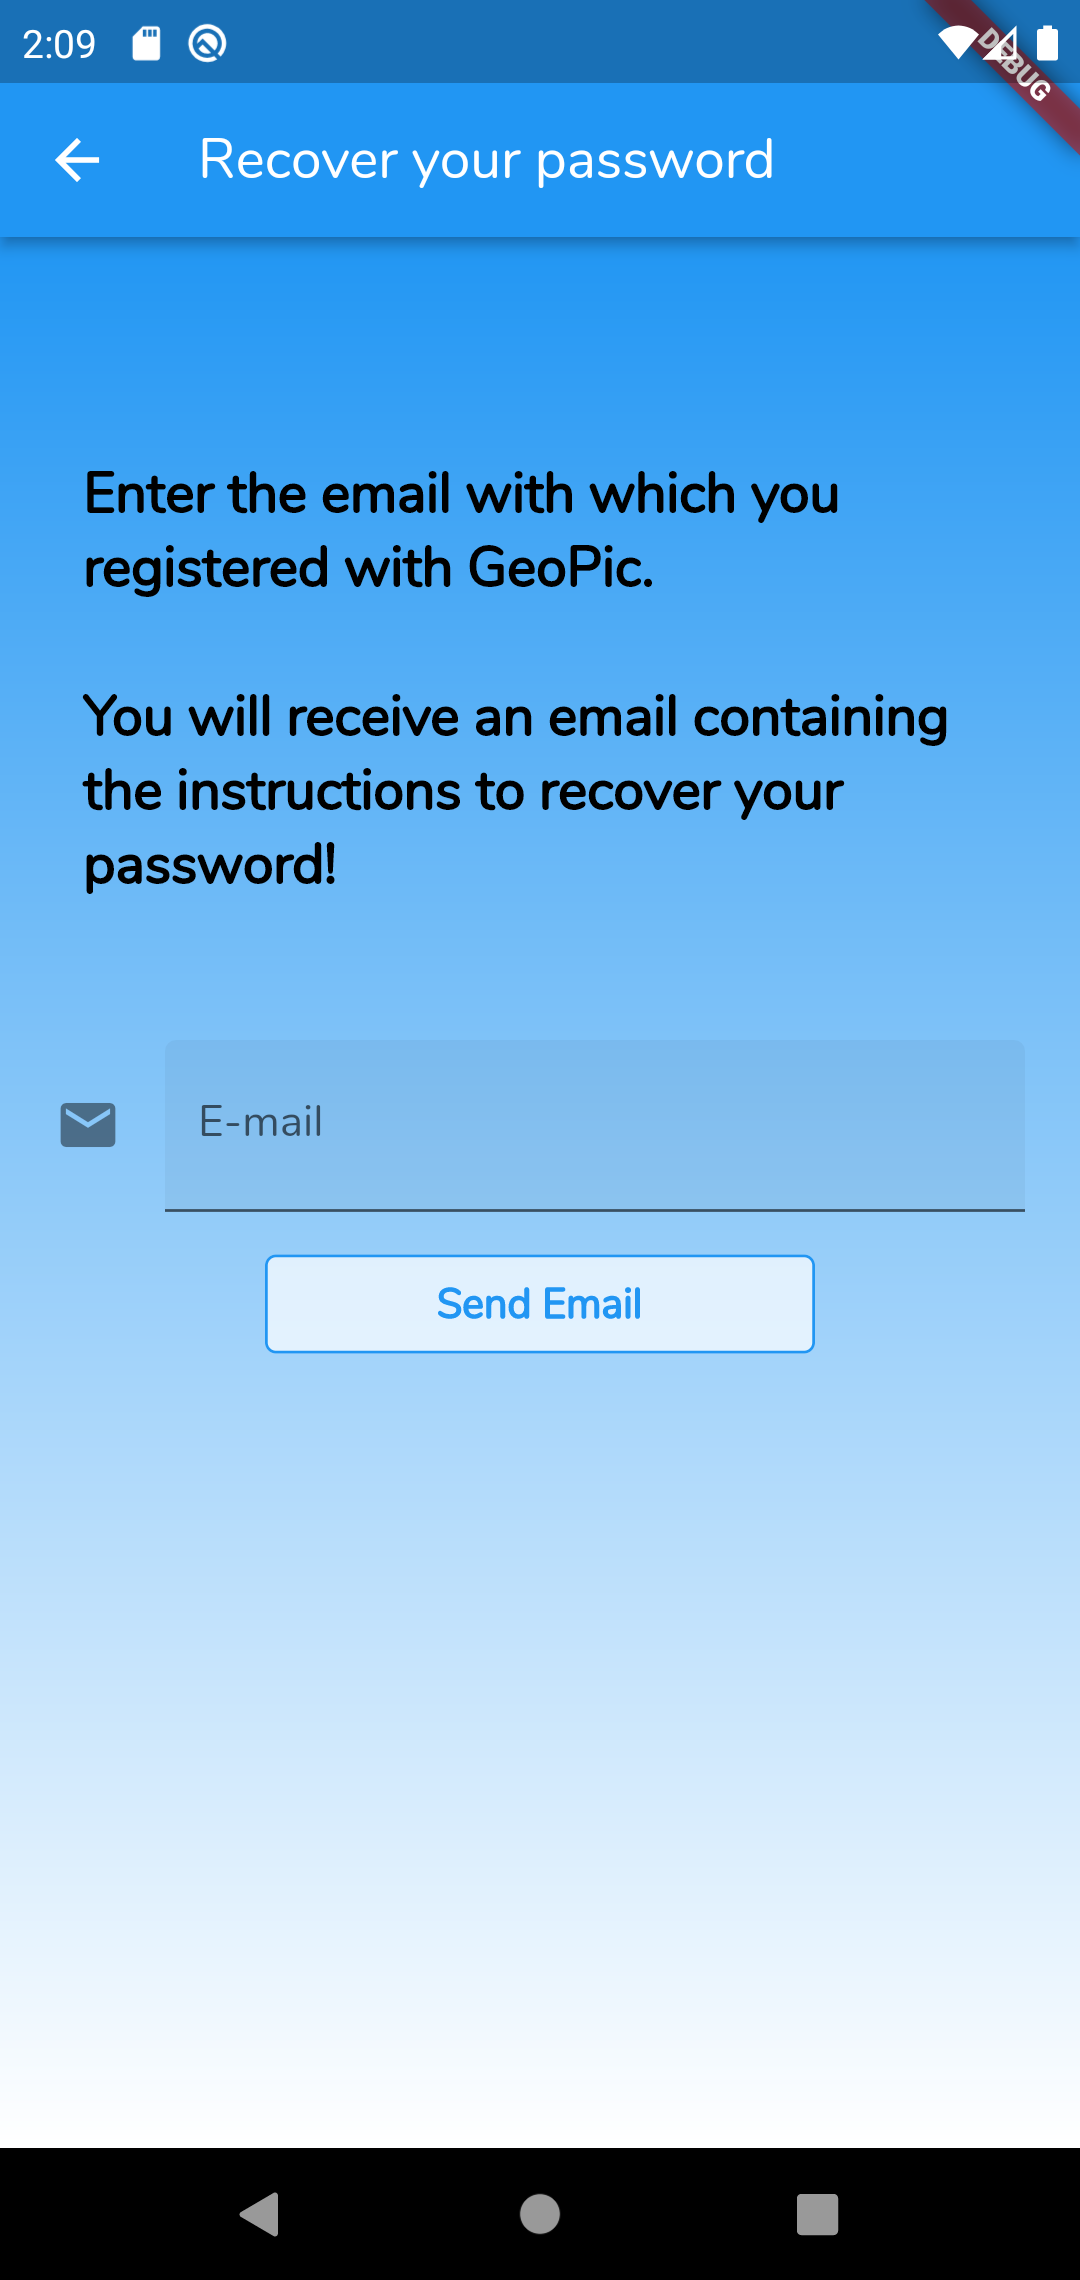 2:09
DEBUG
Recover your password
Enter the email with which you
registered with GeoPic.
You will receive an email containing
the instructions to recover your
password!
E-mail
Send Email